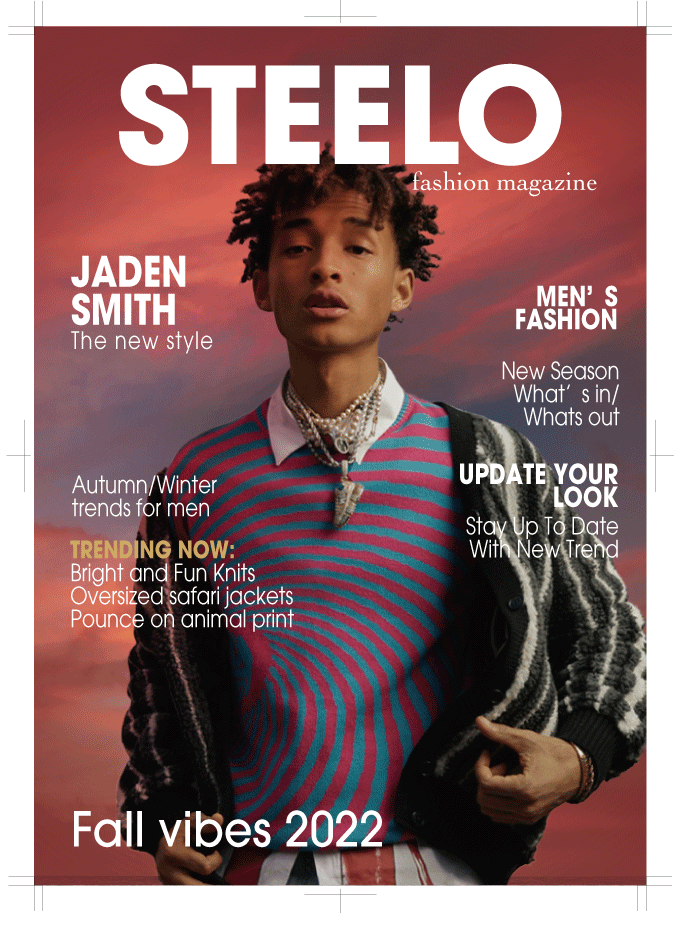 STEELO
fashion magazine
JADEN
SMITH
The new style
MEN’ S
FASHION
New Season
What’ s in/
Whats out
Autumn/Winter
trends for men
TRENDING NOW:
Bright and Fun Knits
Oversized safari jackets
Pounce on animal print
UPDATE YOUR
LOOK
Stay Up To Date
With New Trend
Fall vibes 2022